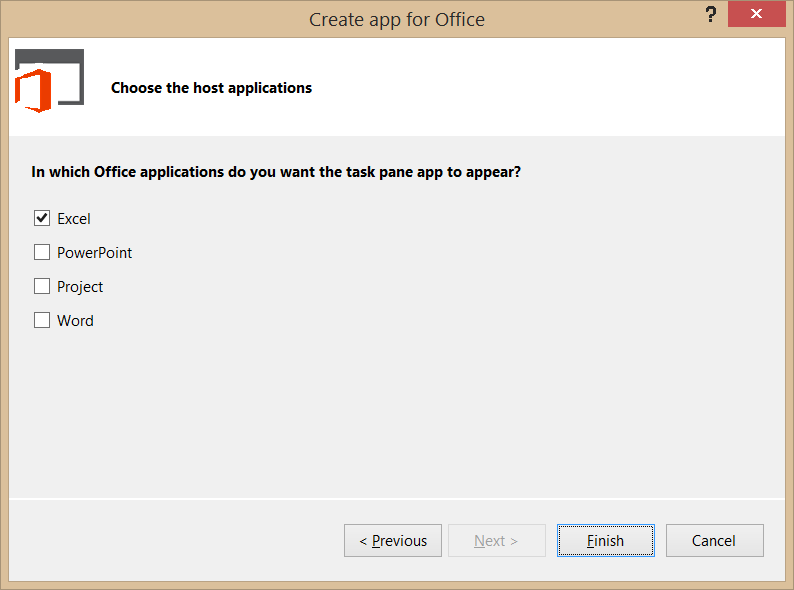 Create app for Office
?
Choose the host applications
In which Office applications do you want the task pane app to appear?
Excel
PowerPoint
Project
Word
< Previous
Next >
Finish
Cancel